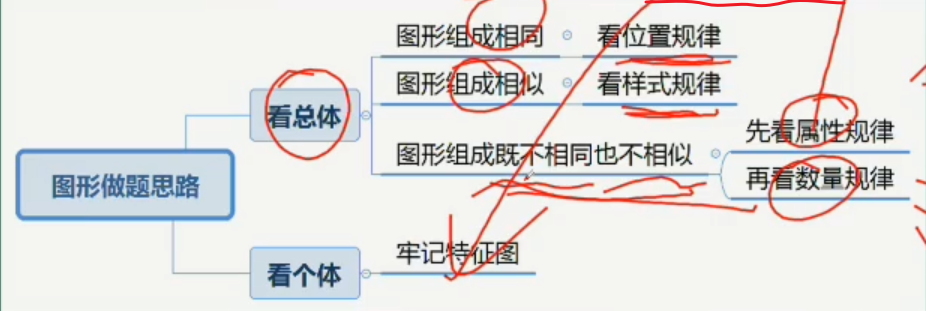 图形组成相同
看位置规律
图形组成相似
看样式规律
看总体
先看属性规律
图形组成既不相同也不相似
再看数量规律
图形做题思路
牢记特征图
看个体